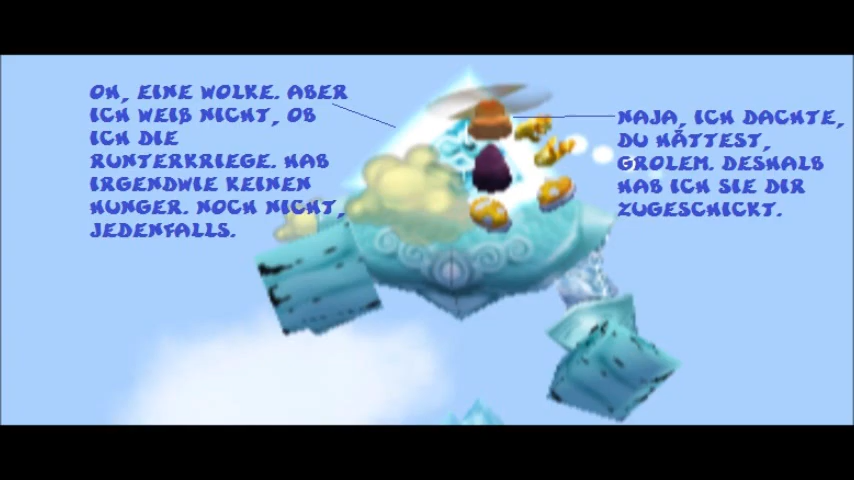 OH, EINE WOLKE. ABER
ICH WEIß NICHT, OB
ICH DIE
RUNTERKRIEGE. HAB
IRGENDWIE KEINEN
HUNGER. NOCH NICHT,
JEDENFALLS.
NAJA, ICH DACHTE,
DU HÄTTEST,
GROLEM. DESHALB
HAB ICH SIE DIR
ZUGESCHICKT.